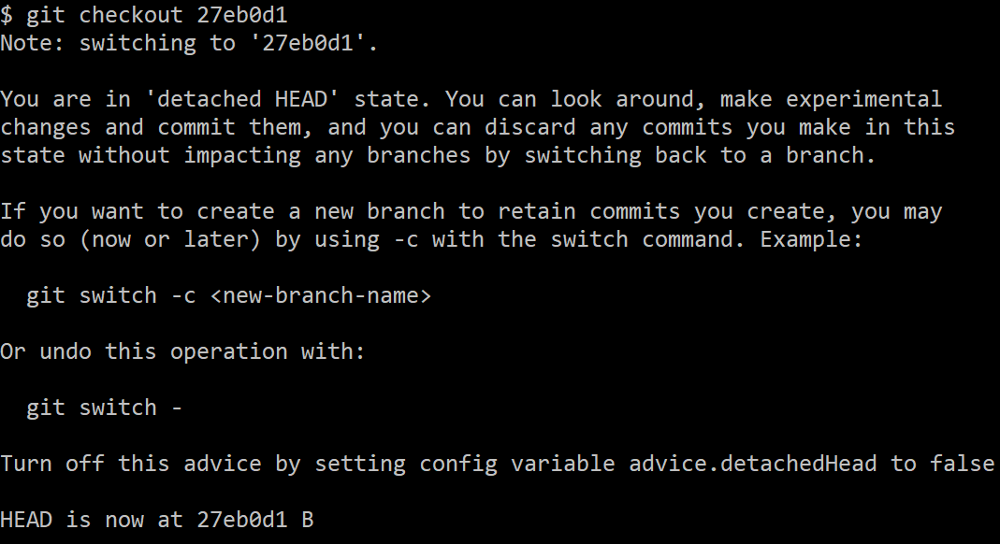 $ git checkout 27eb0d1
Note: switching to '27eb0d1'.
You are in 'detached HEAD' state. You can look around, make experimental
changes and commit them, and you can discard any commits you make in this
state without impacting any branches by switching back to a branch.
If you want to create a new branch to retain commits you create, you may
do so (now or later) by using -c with the switch command. Example:
git switch -c <new-branch-name>
Or undo this operation with:
git switch -
Turn off this advice by setting config variable advice.detachedHead to false
HEAD is now at 27eb0d1 B